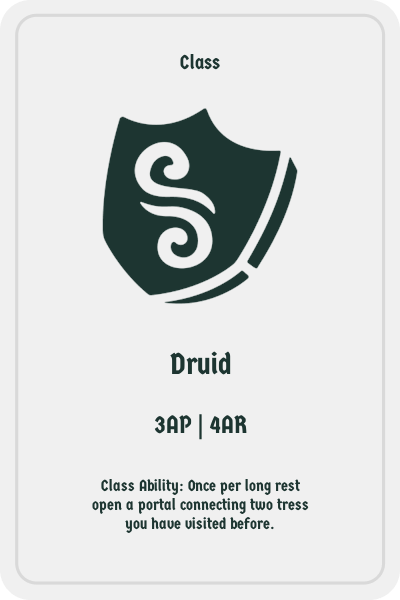 Class
Druid
3AP | 4AR
Class Ability: Once per long rest
open a portal connecting two tress
you have visited before.